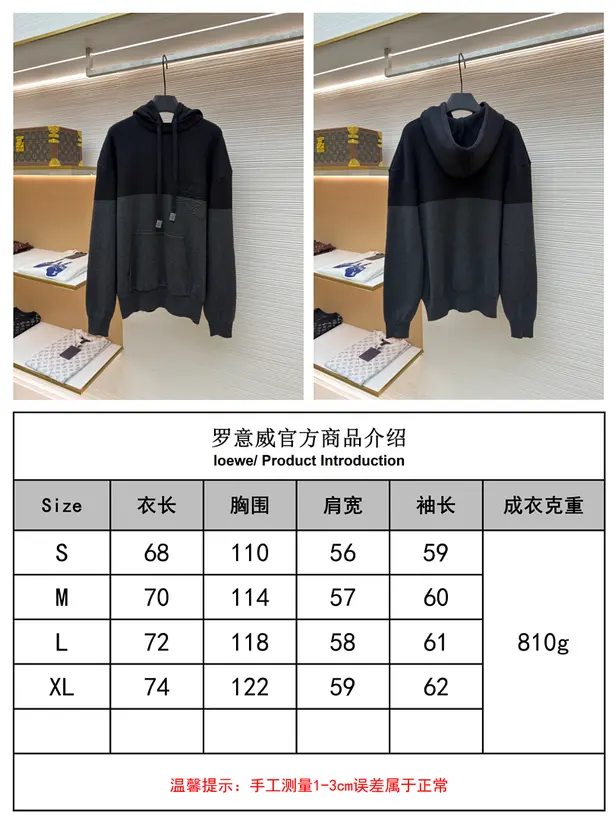 罗意威官方商品介绍
loewe/ Product Introduction
Size 衣长 胸围 肩宽 袖长 成衣克重
S 68 110 56 59
M 70 114 57 60
L 72 118 58 61
XL 74 122 59 62
810g
温馨提示：手工测量1-3cm误差属于正常